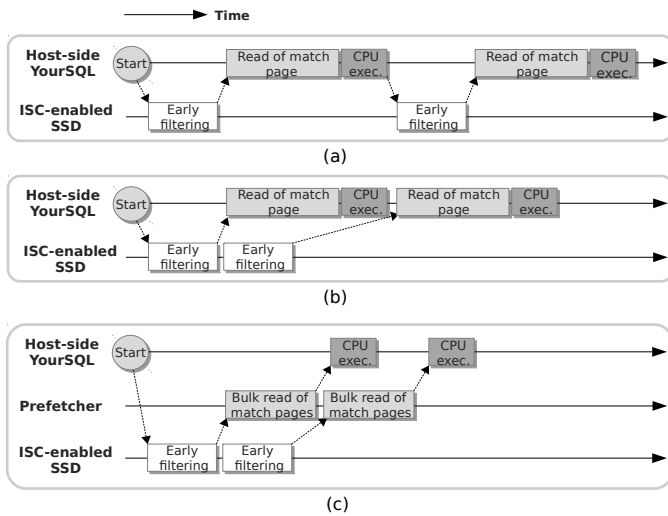 Time
Host-side
YourSQL
Start
Read of match
page
CPU
exec.
Read of match
page
CPU
exec.
ISC-enabled
SSD
Early
filtering
Early
filtering
(a)
Host-side
YourSQL
Start
Read of match
page
CPU
exec.
Read of match
page
CPU
exec.
ISC-enabled
SSD
Early
filtering
Early
filtering
(b)
Host-side
YourSQL
Start
CPU
exec.
CPU
exec.
Prefetcher
Bulk read of
match pages
Bulk read of
match pages
ISC-enabled
SSD
Early
filtering
Early
filtering
(c)